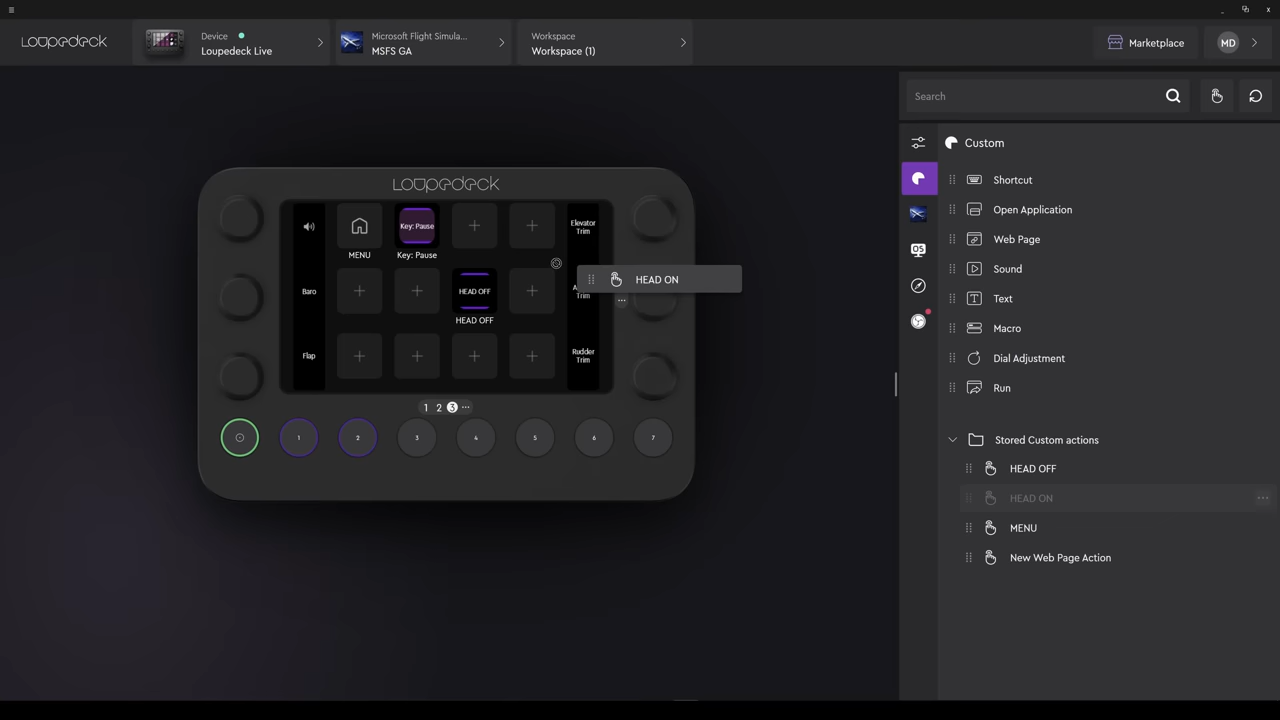 Loupedeck
Device
Loupedeck Live
Microsoft Flight Simula...
MSFS GA
Workspace
Workspace (1)
Marketplace
MD
Search
Custom
Shortcut
Open Application
Web Page
Sound
Text
Macro
Dial Adjustment
Run
Stored Custom actions
HEAD OFF
HEAD ON
MENU
New Web Page Action
Loupedeck
Key: Pause
Elevator
Trim
MENU
Key: Pause
HEAD ON
Baro
HEAD OFF
Trim
HEAD OFF
Flap
Rudder
Trim
1 2 3 ...
1 2 3 4 5 6 7